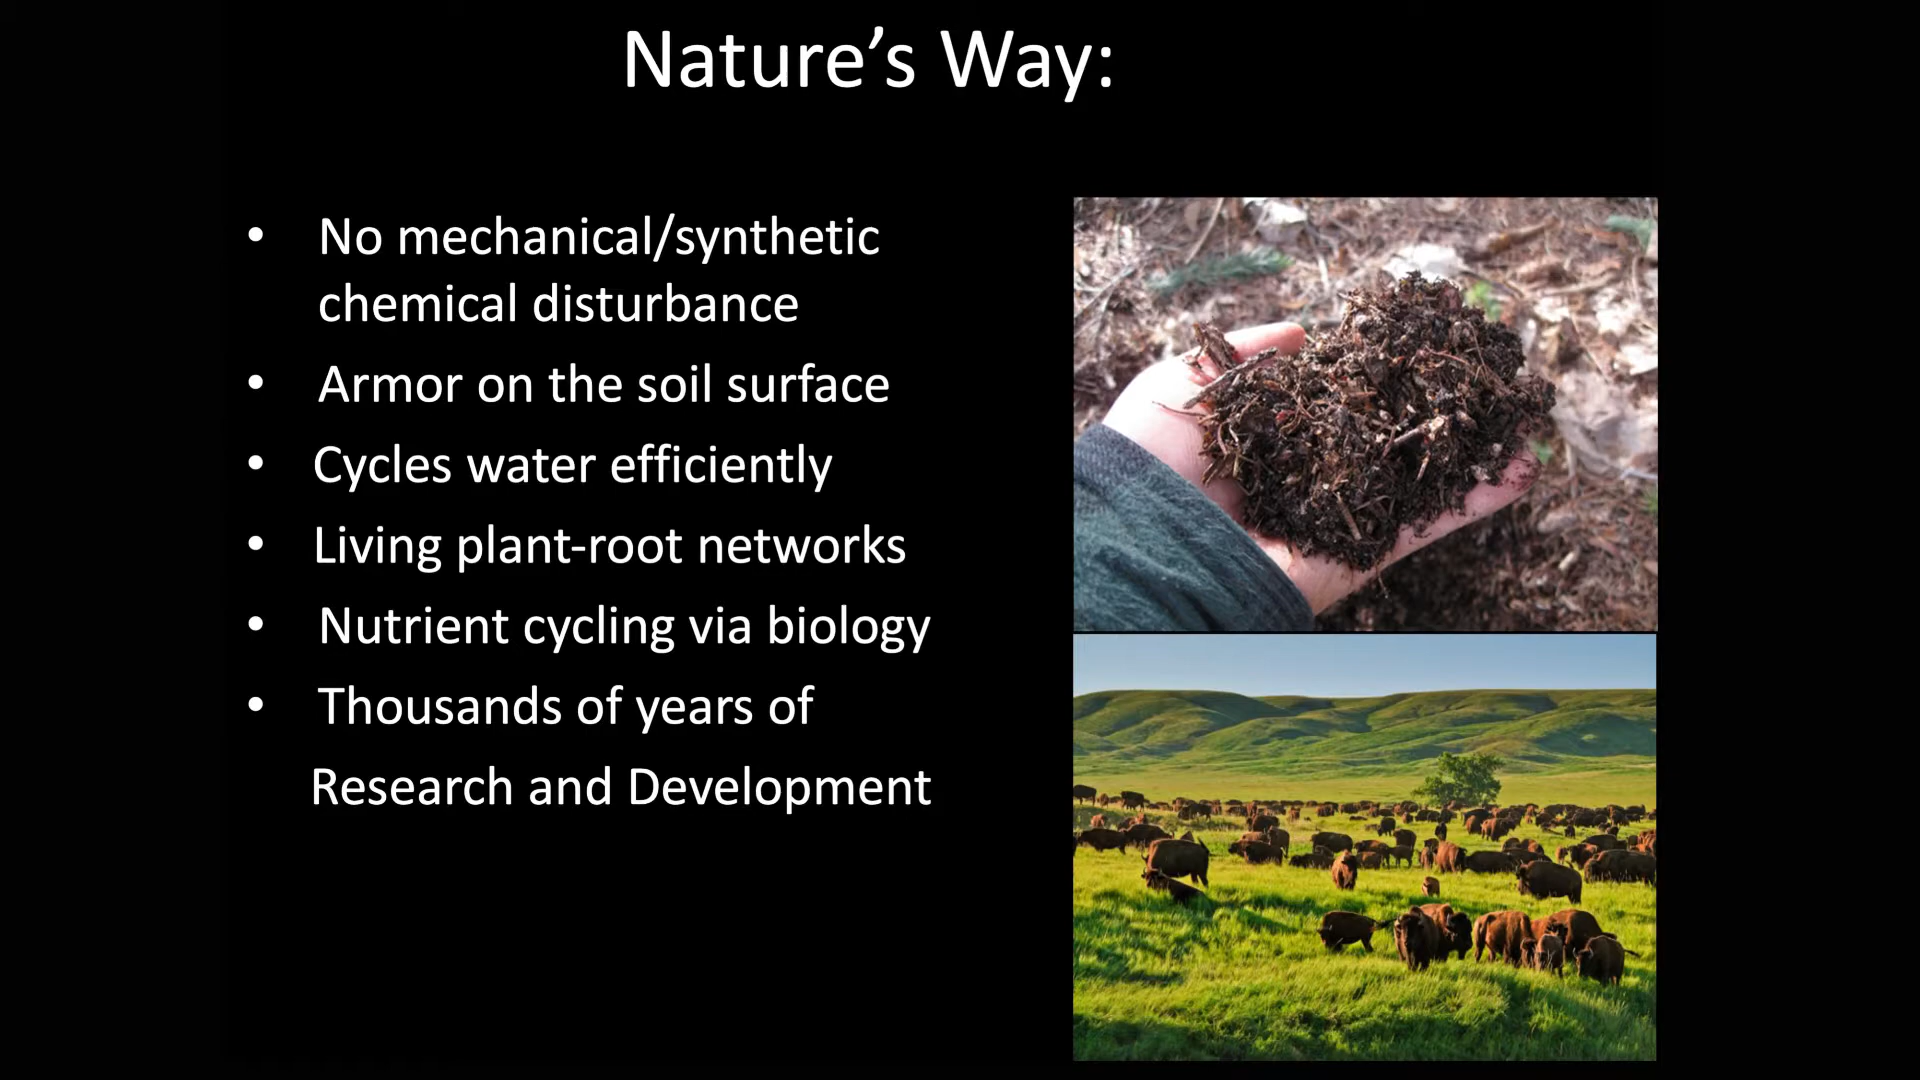 Nature’s Way:
• No mechanical/synthetic
chemical disturbance
• Armor on the soil surface
• Cycles water efficiently
• Living plant-root networks
• Nutrient cycling via biology
• Thousands of years of
Research and Development